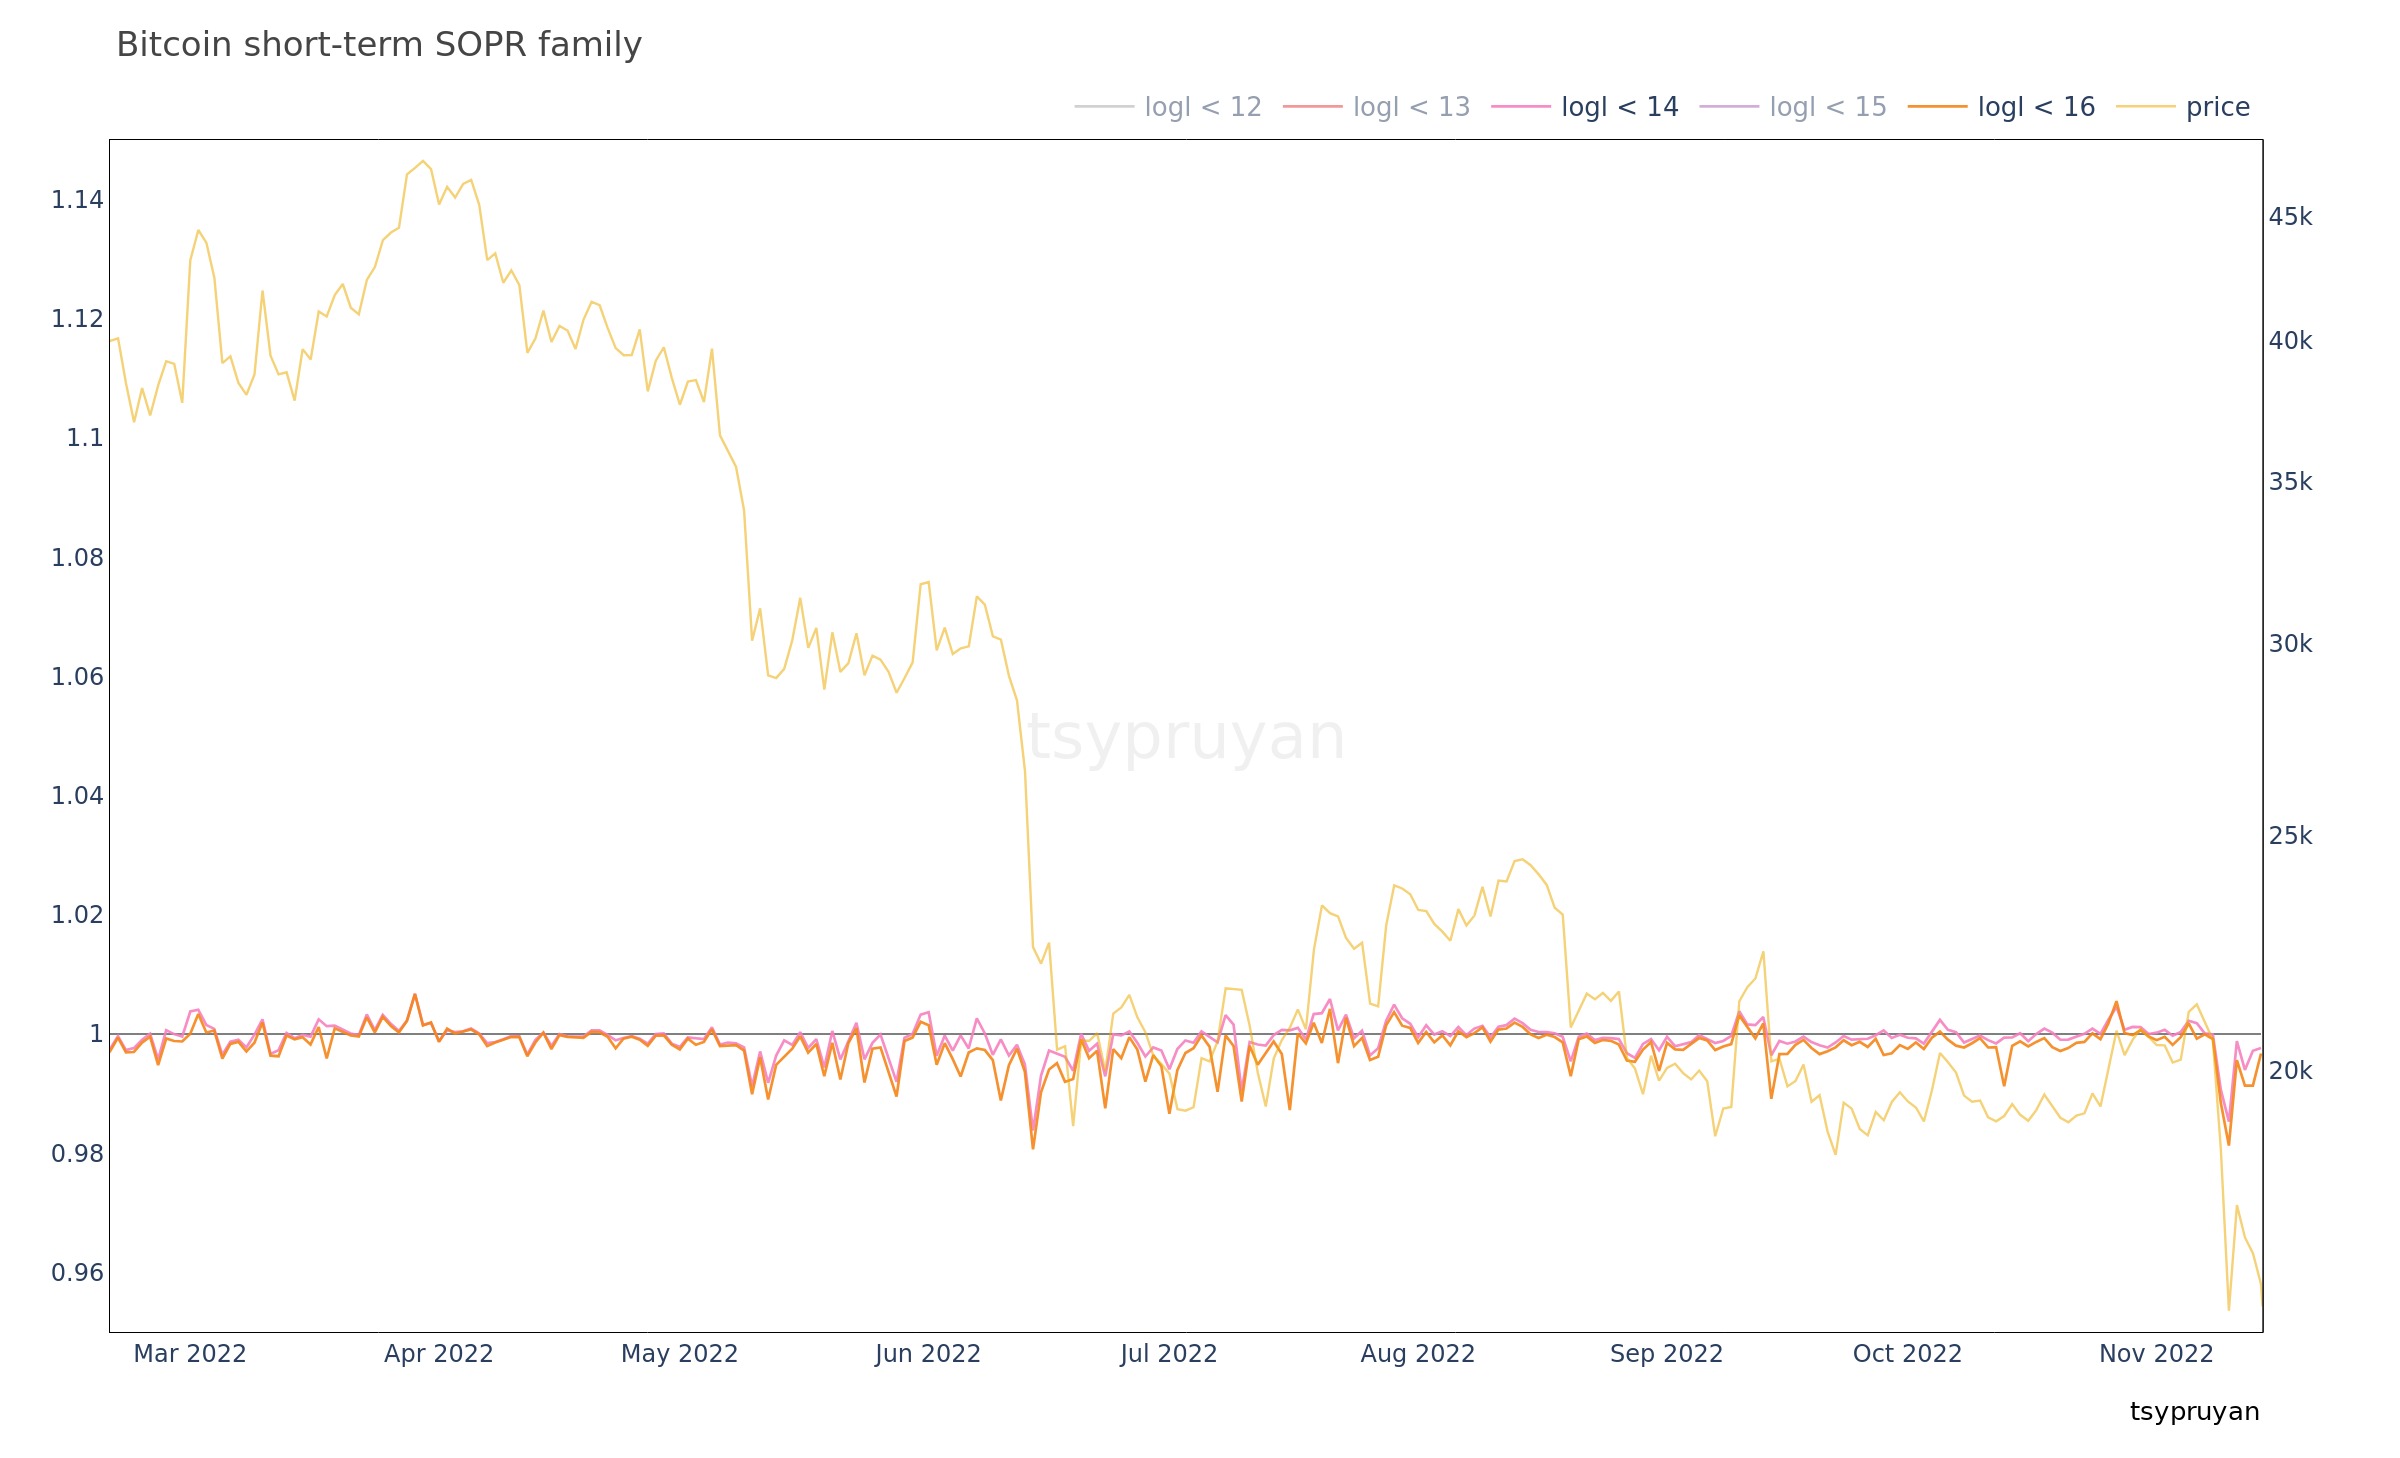 Bitcoin short-term SOPR family
logl < 12 logl < 13 logl < 14 logl < 15 logl < 16 price
1.14
1.12
1.1
1.08
1.06
1.04
1.02
1
0.98
0.96
45k
40k
35k
30k
25k
20k
tsypruyan
Mar 2022 Apr 2022 May 2022 Jun 2022 Jul 2022 Aug 2022 Sep 2022 Oct 2022 Nov 2022
tsypruyan